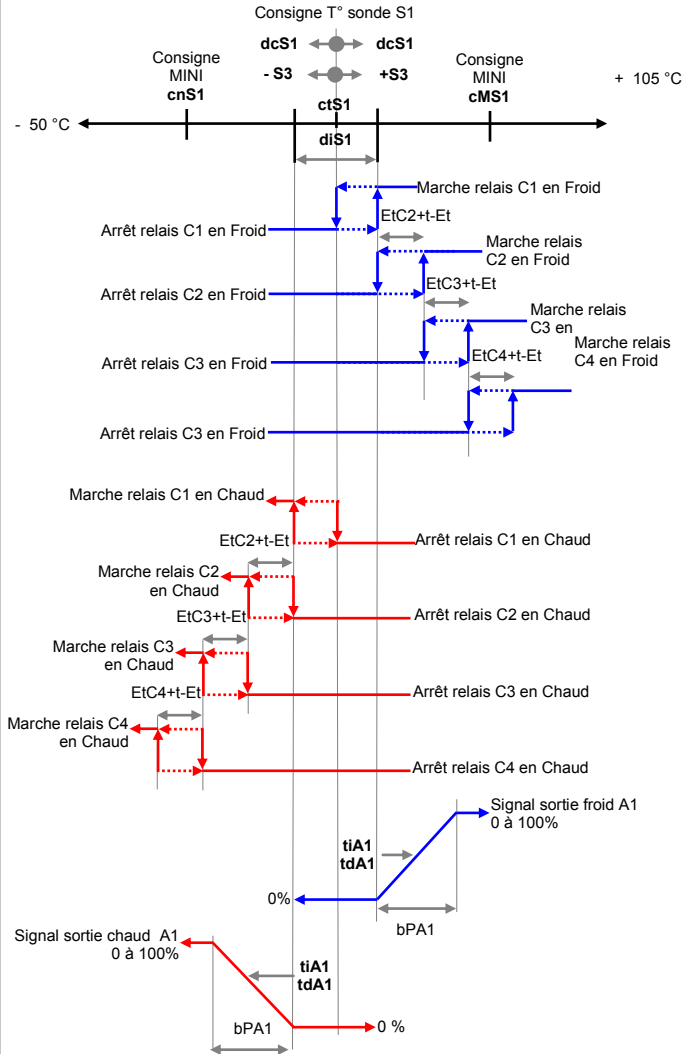 Consigne T° sonde S1
dcS1
dcS1
Consigne
MINI
cnS1
- S3
+S3
Consigne
MINI
cMS1
+ 105 °C
ctS1
- 50 °C
diS1
Marche relais C1 en Froid
Arrêt relais C1 en Froid
EtC2+t-Et
Marche relais
C2 en Froid
Arrêt relais C2 en Froid
EtC3+t-Et
Marche relais
C3 en
Marche relais
C4 en Froid
Arrêt relais C3 en Froid
EtC4+t-Et
Arrêt relais C3 en Froid
Marche relais C1 en Chaud
EtC2+t-Et
Arrêt relais C1 en Chaud
Marche relais C2
en Chaud
EtC3+t-Et
Arrêt relais C2 en Chaud
Marche relais C3
en Chaud
EtC4+t-Et
Arrêt relais C3 en Chaud
Marche relais C4
en Chaud
Arrêt relais C4 en Chaud
Signal sortie froid A1
0 à 100%
tiA1
tdA1
0%
bPA1
Signal sortie chaud A1
0 à 100%
tiA1
tdA1
bPA1
0 %